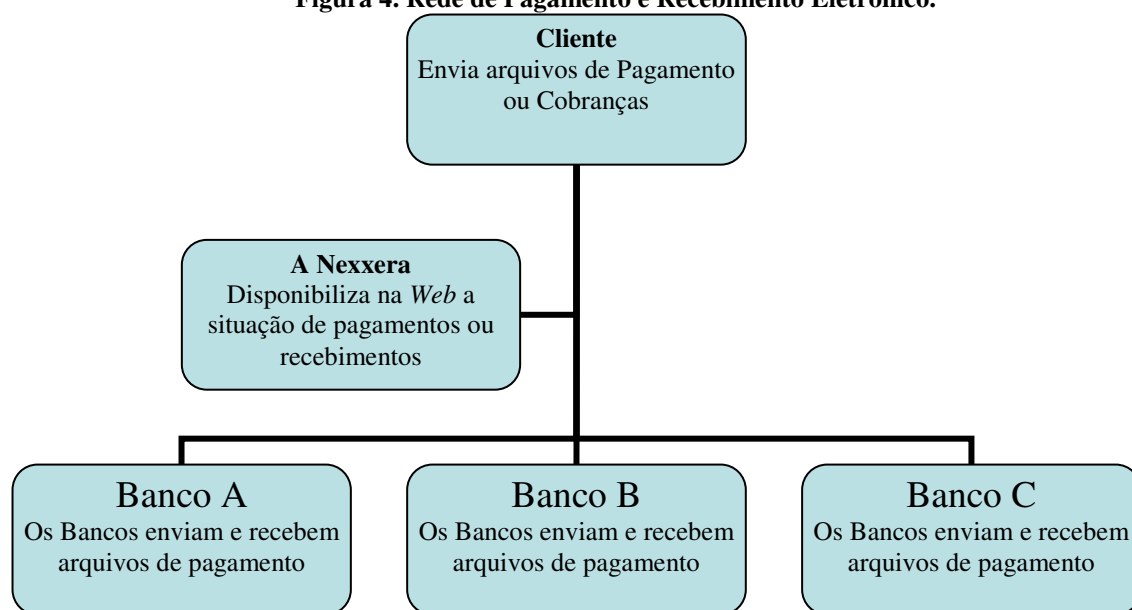 Figura 4. Rede de Pagamento e Recebimento Eletrônico.
Cliente
Envia arquivos de Pagamento
ou Cobranças
A Nexxera
Disponibiliza na Web a
situação de pagamentos ou
recebimentos
Banco A
Os Bancos enviam e recebem
arquivos de pagamento
Banco B
Os Bancos enviam e recebem
arquivos de pagamento
Banco C
Os Bancos enviam e recebem
arquivos de pagamento